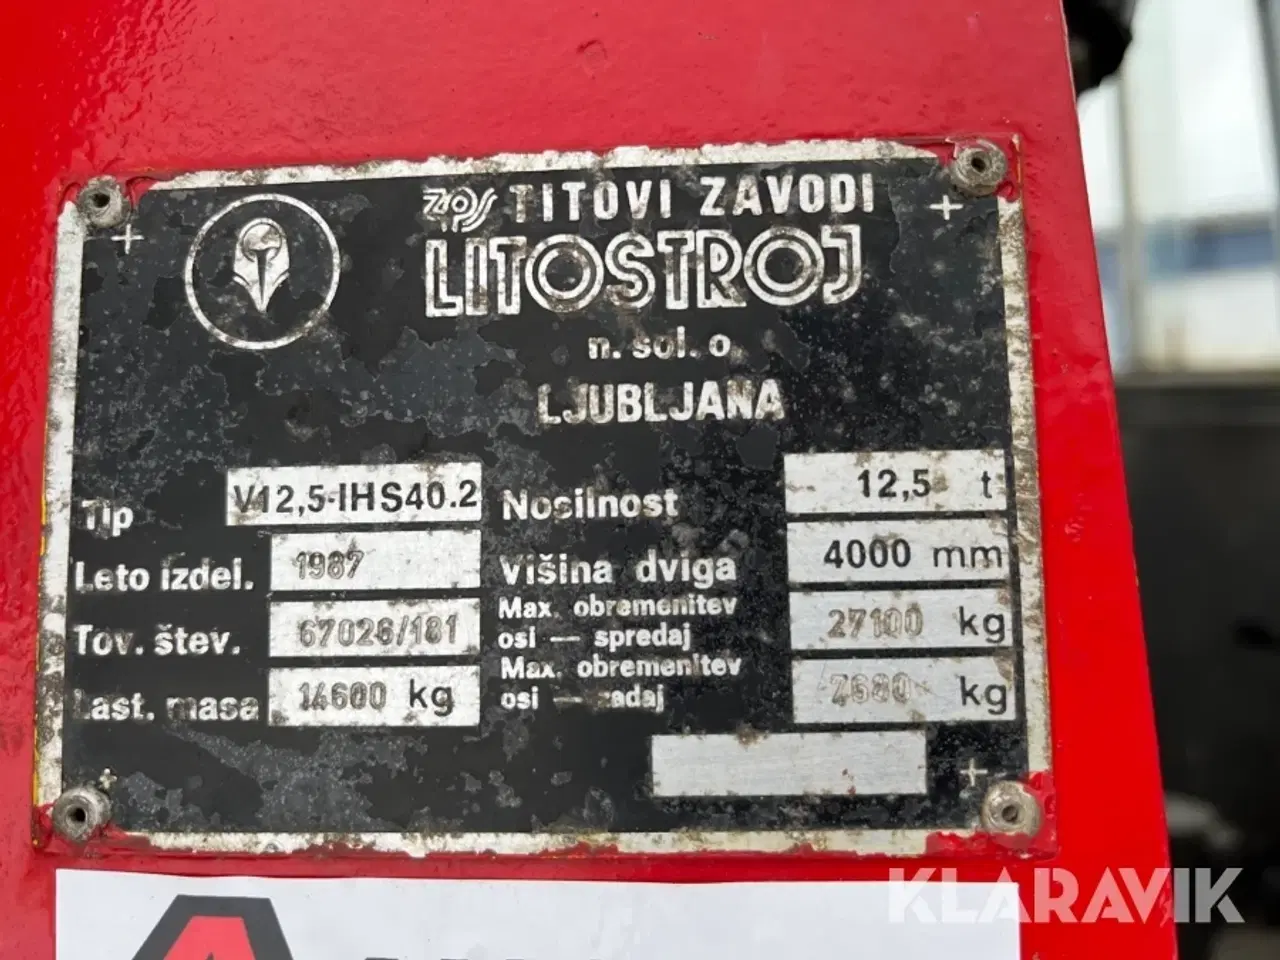 ZPS TITOVI ZAVODI
LITOSTROJ
n. sol. o.
LJUBLJANA
Tip V12,5-IHS40.2
Leto izdel. 1987
Tov. štev. 67026/181
Last. masa 14600 kg
Nosilnost 12,5 t
Višina dviga 4000 mm
Max. obremenitev
osi — spredaj 27100 kg
Max. obremenitev
osi — zadaj 7680 kg
KLARAVIK